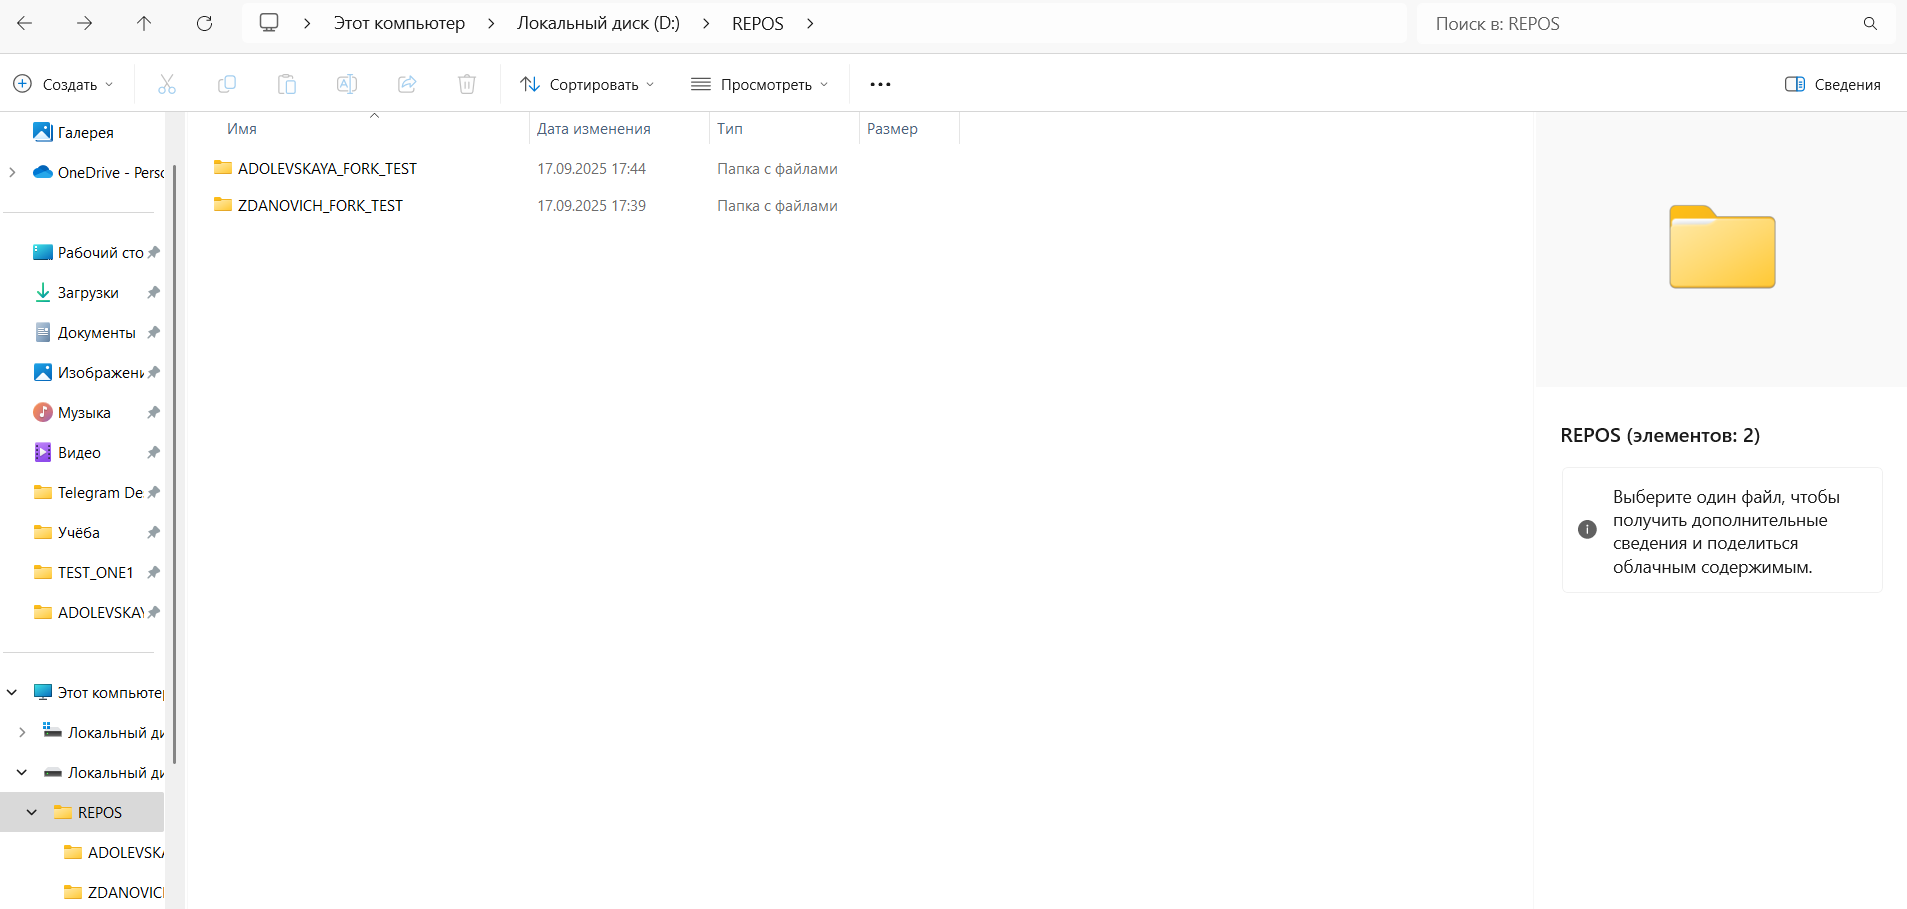 Этот компьютер
Локальный диск (D:)
REPOS
Поиск в: REPOS
Создать
Сортировать
Просмотреть
Сведения
Галерея
OneDrive - Persc
Рабочий сто
Загрузки
Документы
Изображени
Музыка
Видео
Telegram De
Учёба
TEST_ONE1
ADOLEVSKAY
Этот компьютер
Локальный ди
Локальный ди
REPOS
ADOLEVSKA
ZDANOVICH
Имя
Дата изменения
Тип
Размер
ADOLEVSKAYA_FORK_TEST
17.09.2025 17:44
Папка с файлами
ZDANOVICH_FORK_TEST
17.09.2025 17:39
Папка с файлами
REPOS (элементов: 2)
Выберите один файл, чтобы
получить дополнительные
сведения и поделиться
облачным содержимым.